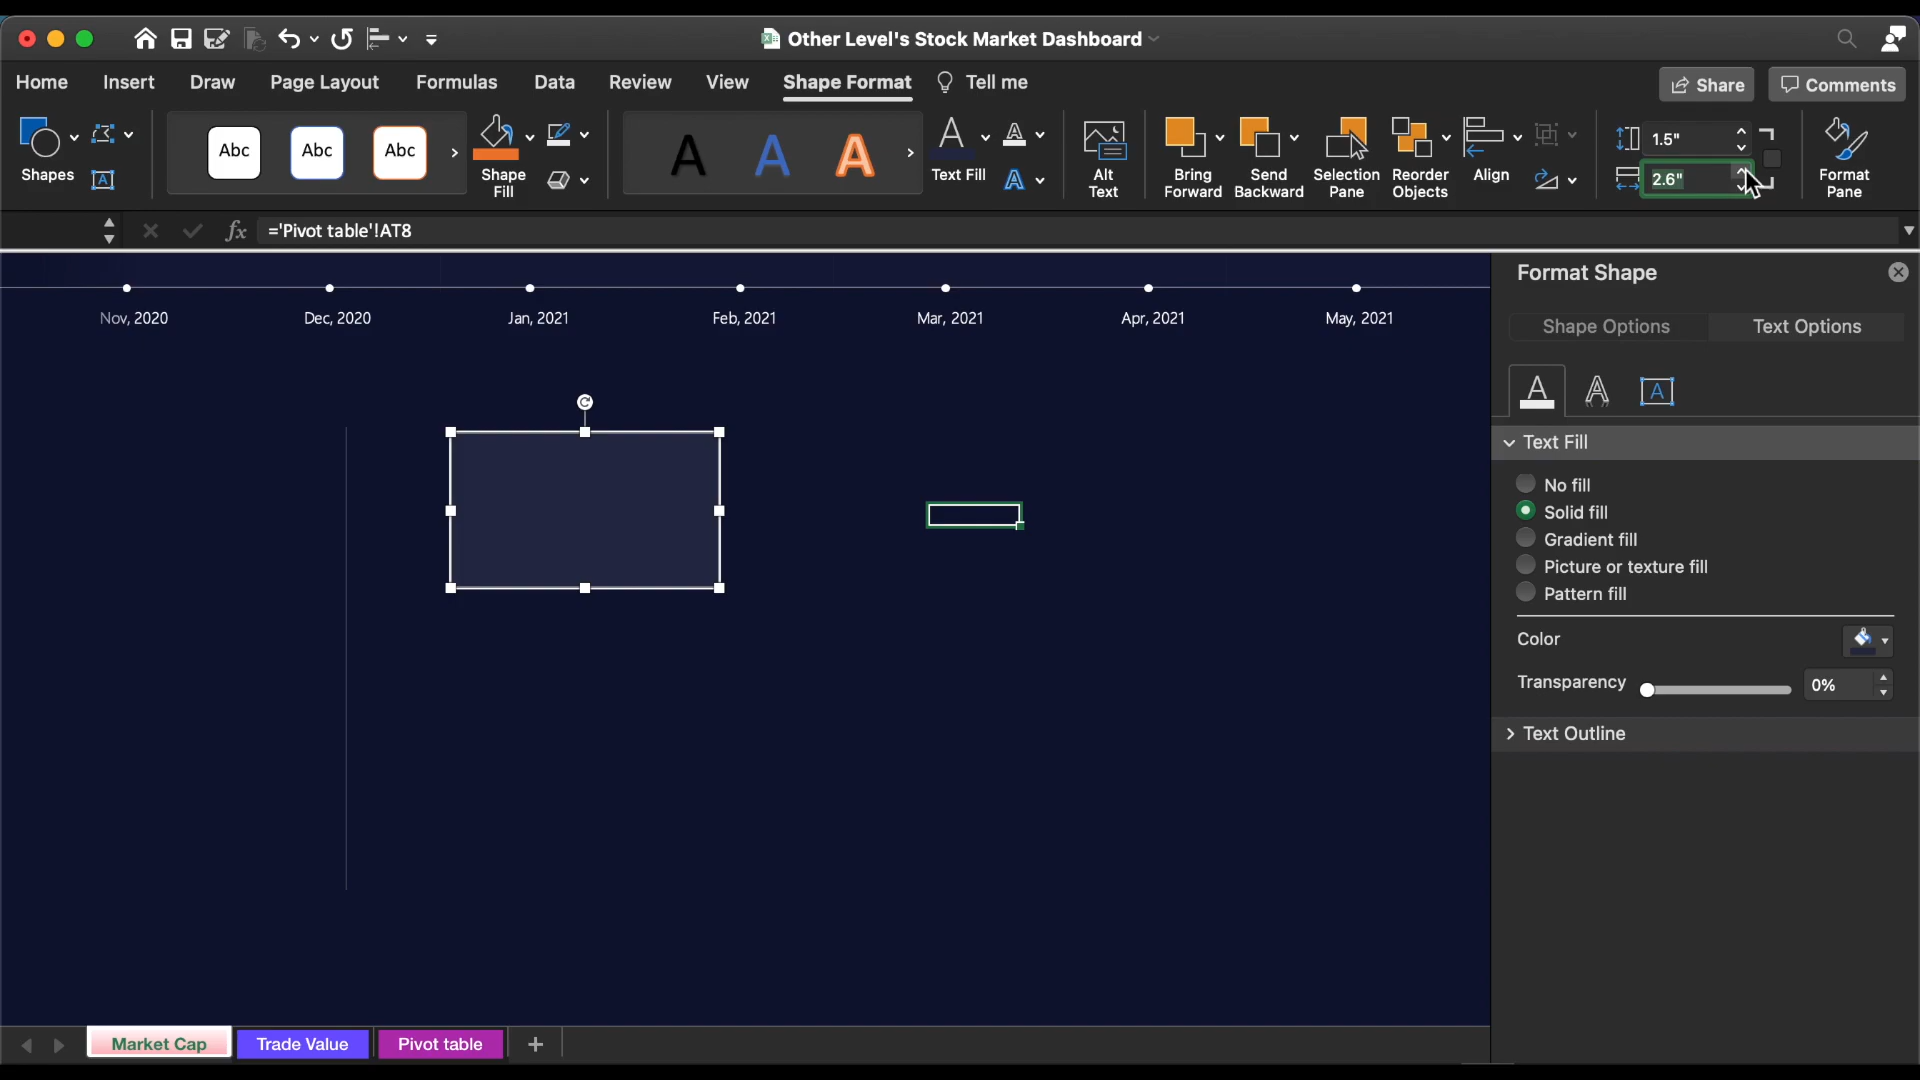 Other Level's Stock Market Dashboard
Home Insert Draw Page Layout Formulas Data Review View Shape Format Tell me Share Comments
Shapes Abc Abc Abc Shape Fill A A A Text Fill Alt Text Bring Forward Send Backward Selection Pane Reorder Objects Align 1.5" 2.6" Format Pane
fx ='Pivot table'!AT8
Format Shape
Nov, 2020 Dec, 2020 Jan, 2021 Feb, 2021 Mar, 2021 Apr, 2021 May, 2021
Shape Options Text Options
Text Fill
No fill
Solid fill
Gradient fill
Picture or texture fill
Pattern fill
Color
Transparency 0%
Text Outline
Market Cap Trade Value Pivot table